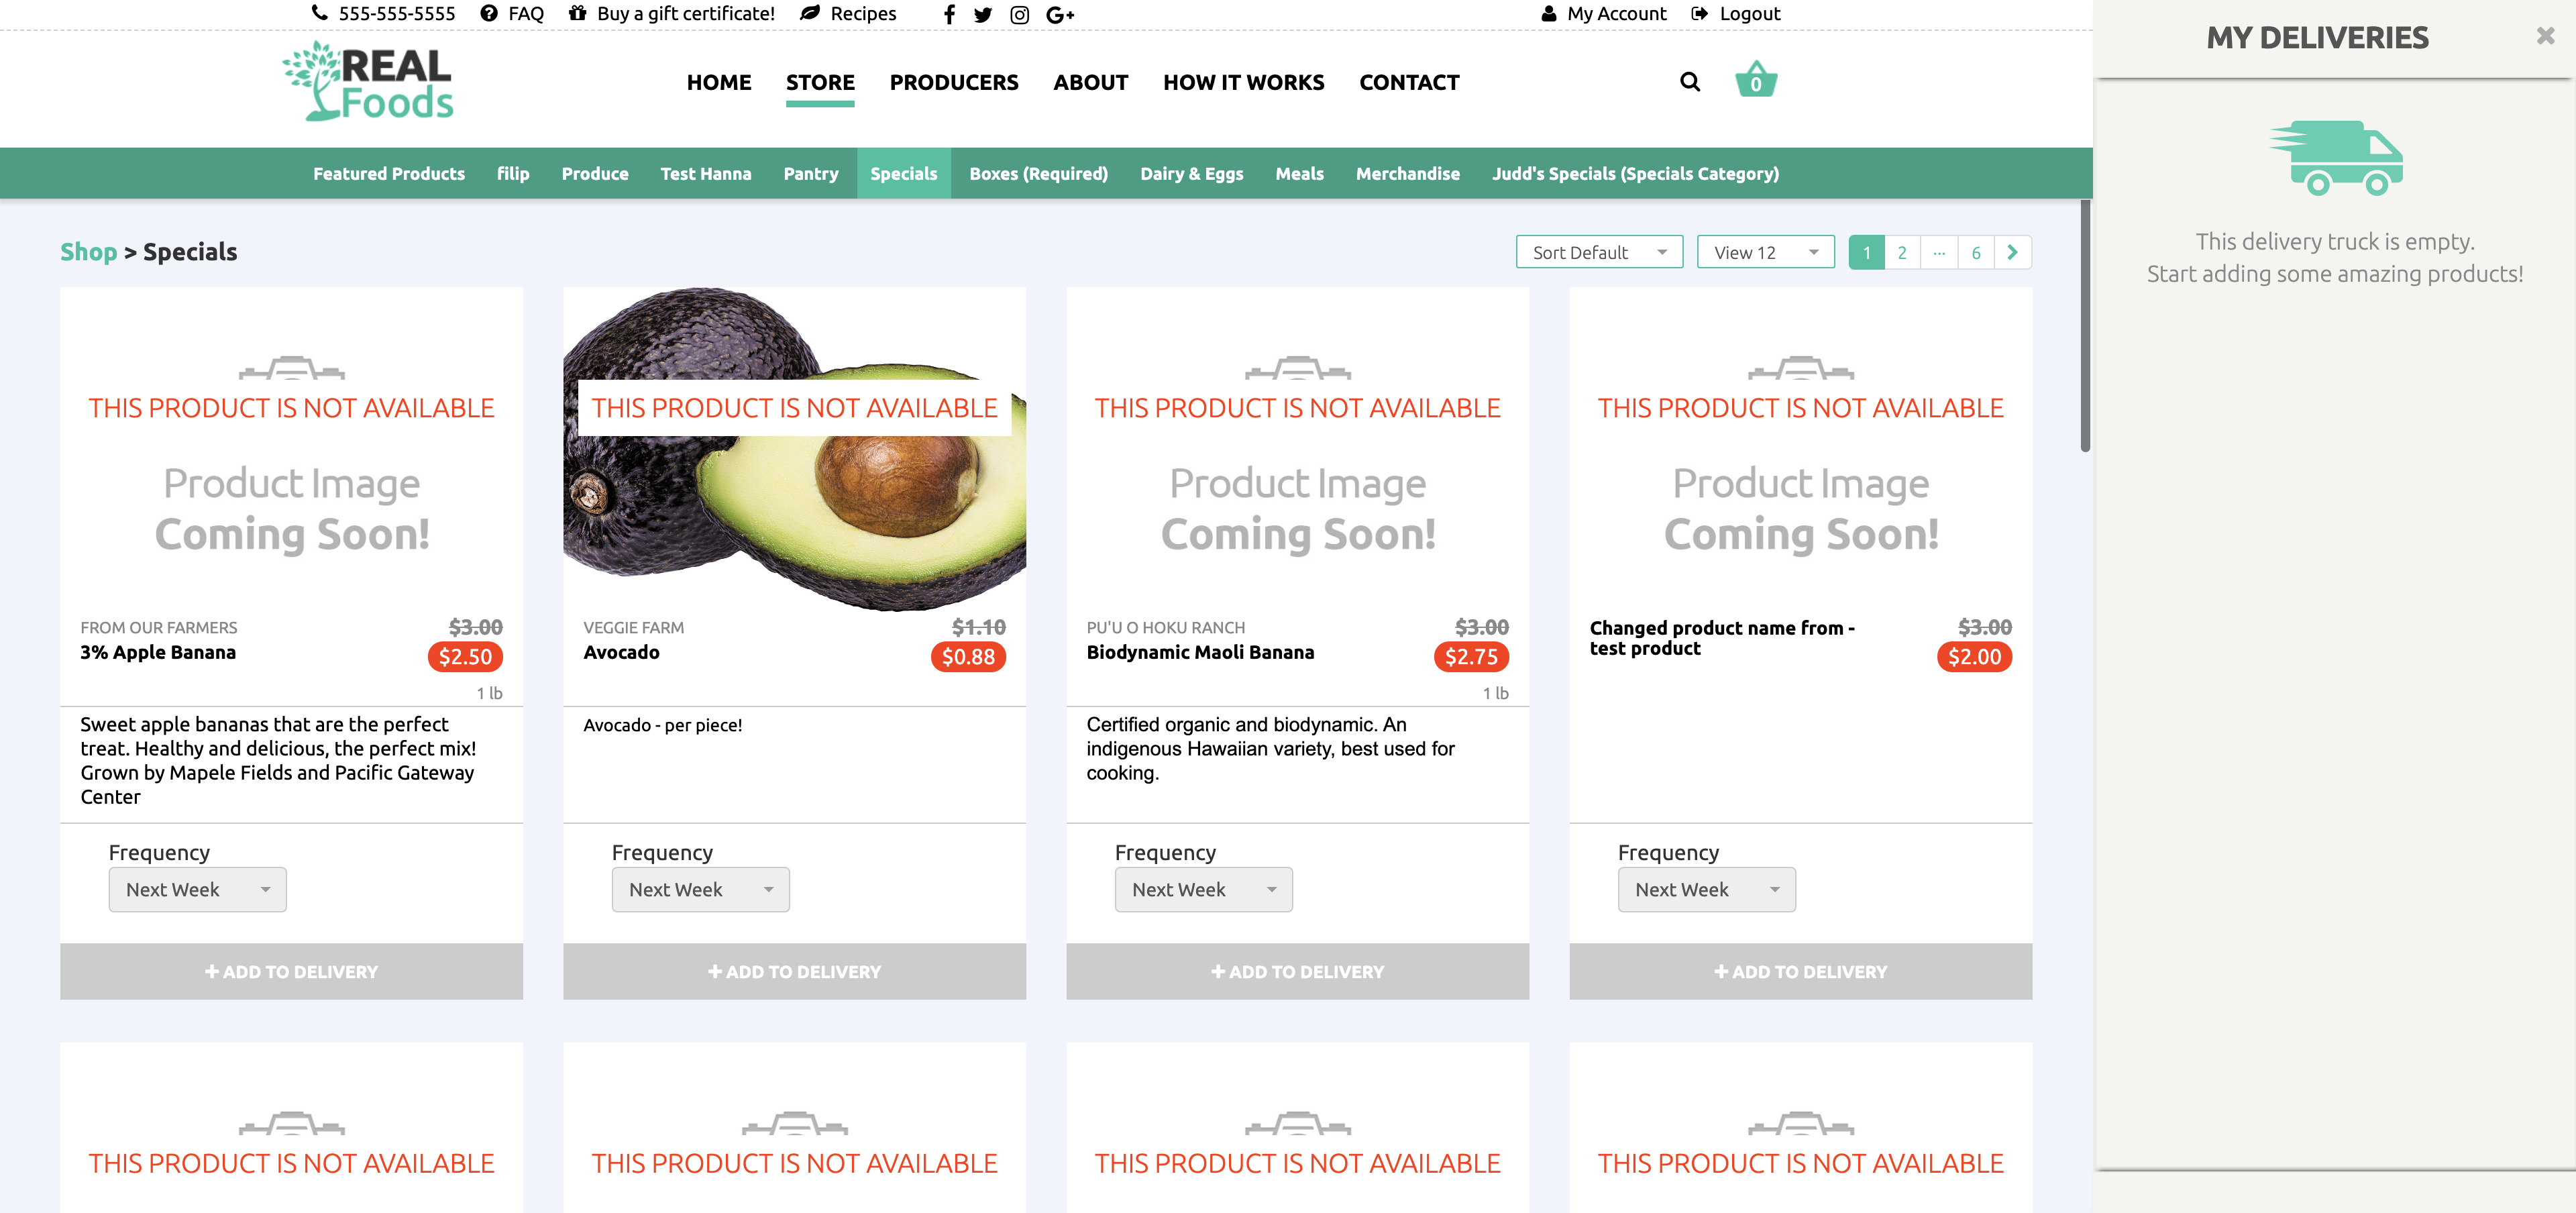 555-555-5555 FAQ Buy a gift certificate! Recipes G+ My Account Logout
REAL
Foods
HOME STORE PRODUCERS ABOUT HOW IT WORKS CONTACT 0
Featured Products filip Produce Test Hanna Pantry Specials Boxes (Required) Dairy & Eggs Meals Merchandise Judd's Specials (Specials Category)
Shop > Specials Sort Default View 12 1 2 ... 6
THIS PRODUCT IS NOT AVAILABLE
Product Image
Coming Soon!
FROM OUR FARMERS $3.00
3% Apple Banana $2.50
1 lb
Sweet apple bananas that are the perfect
treat. Healthy and delicious, the perfect mix!
Grown by Mapele Fields and Pacific Gateway
Center
Frequency
Next Week
+ ADD TO DELIVERY
THIS PRODUCT IS NOT AVAILABLE
VEGGIE FARM $1.10
Avocado $0.88
Avocado - per piece!
Frequency
Next Week
+ ADD TO DELIVERY
THIS PRODUCT IS NOT AVAILABLE
Product Image
Coming Soon!
PU'U O HOKU RANCH $3.00
Biodynamic Maoli Banana $2.75
1 lb
Certified organic and biodynamic. An
indigenous Hawaiian variety, best used for
cooking.
Frequency
Next Week
+ ADD TO DELIVERY
THIS PRODUCT IS NOT AVAILABLE
Product Image
Coming Soon!
Changed product name from - $3.00
test product $2.00
Frequency
Next Week
+ ADD TO DELIVERY
THIS PRODUCT IS NOT AVAILABLE
THIS PRODUCT IS NOT AVAILABLE
THIS PRODUCT IS NOT AVAILABLE
THIS PRODUCT IS NOT AVAILABLE
MY DELIVERIES
This delivery truck is empty.
Start adding some amazing products!